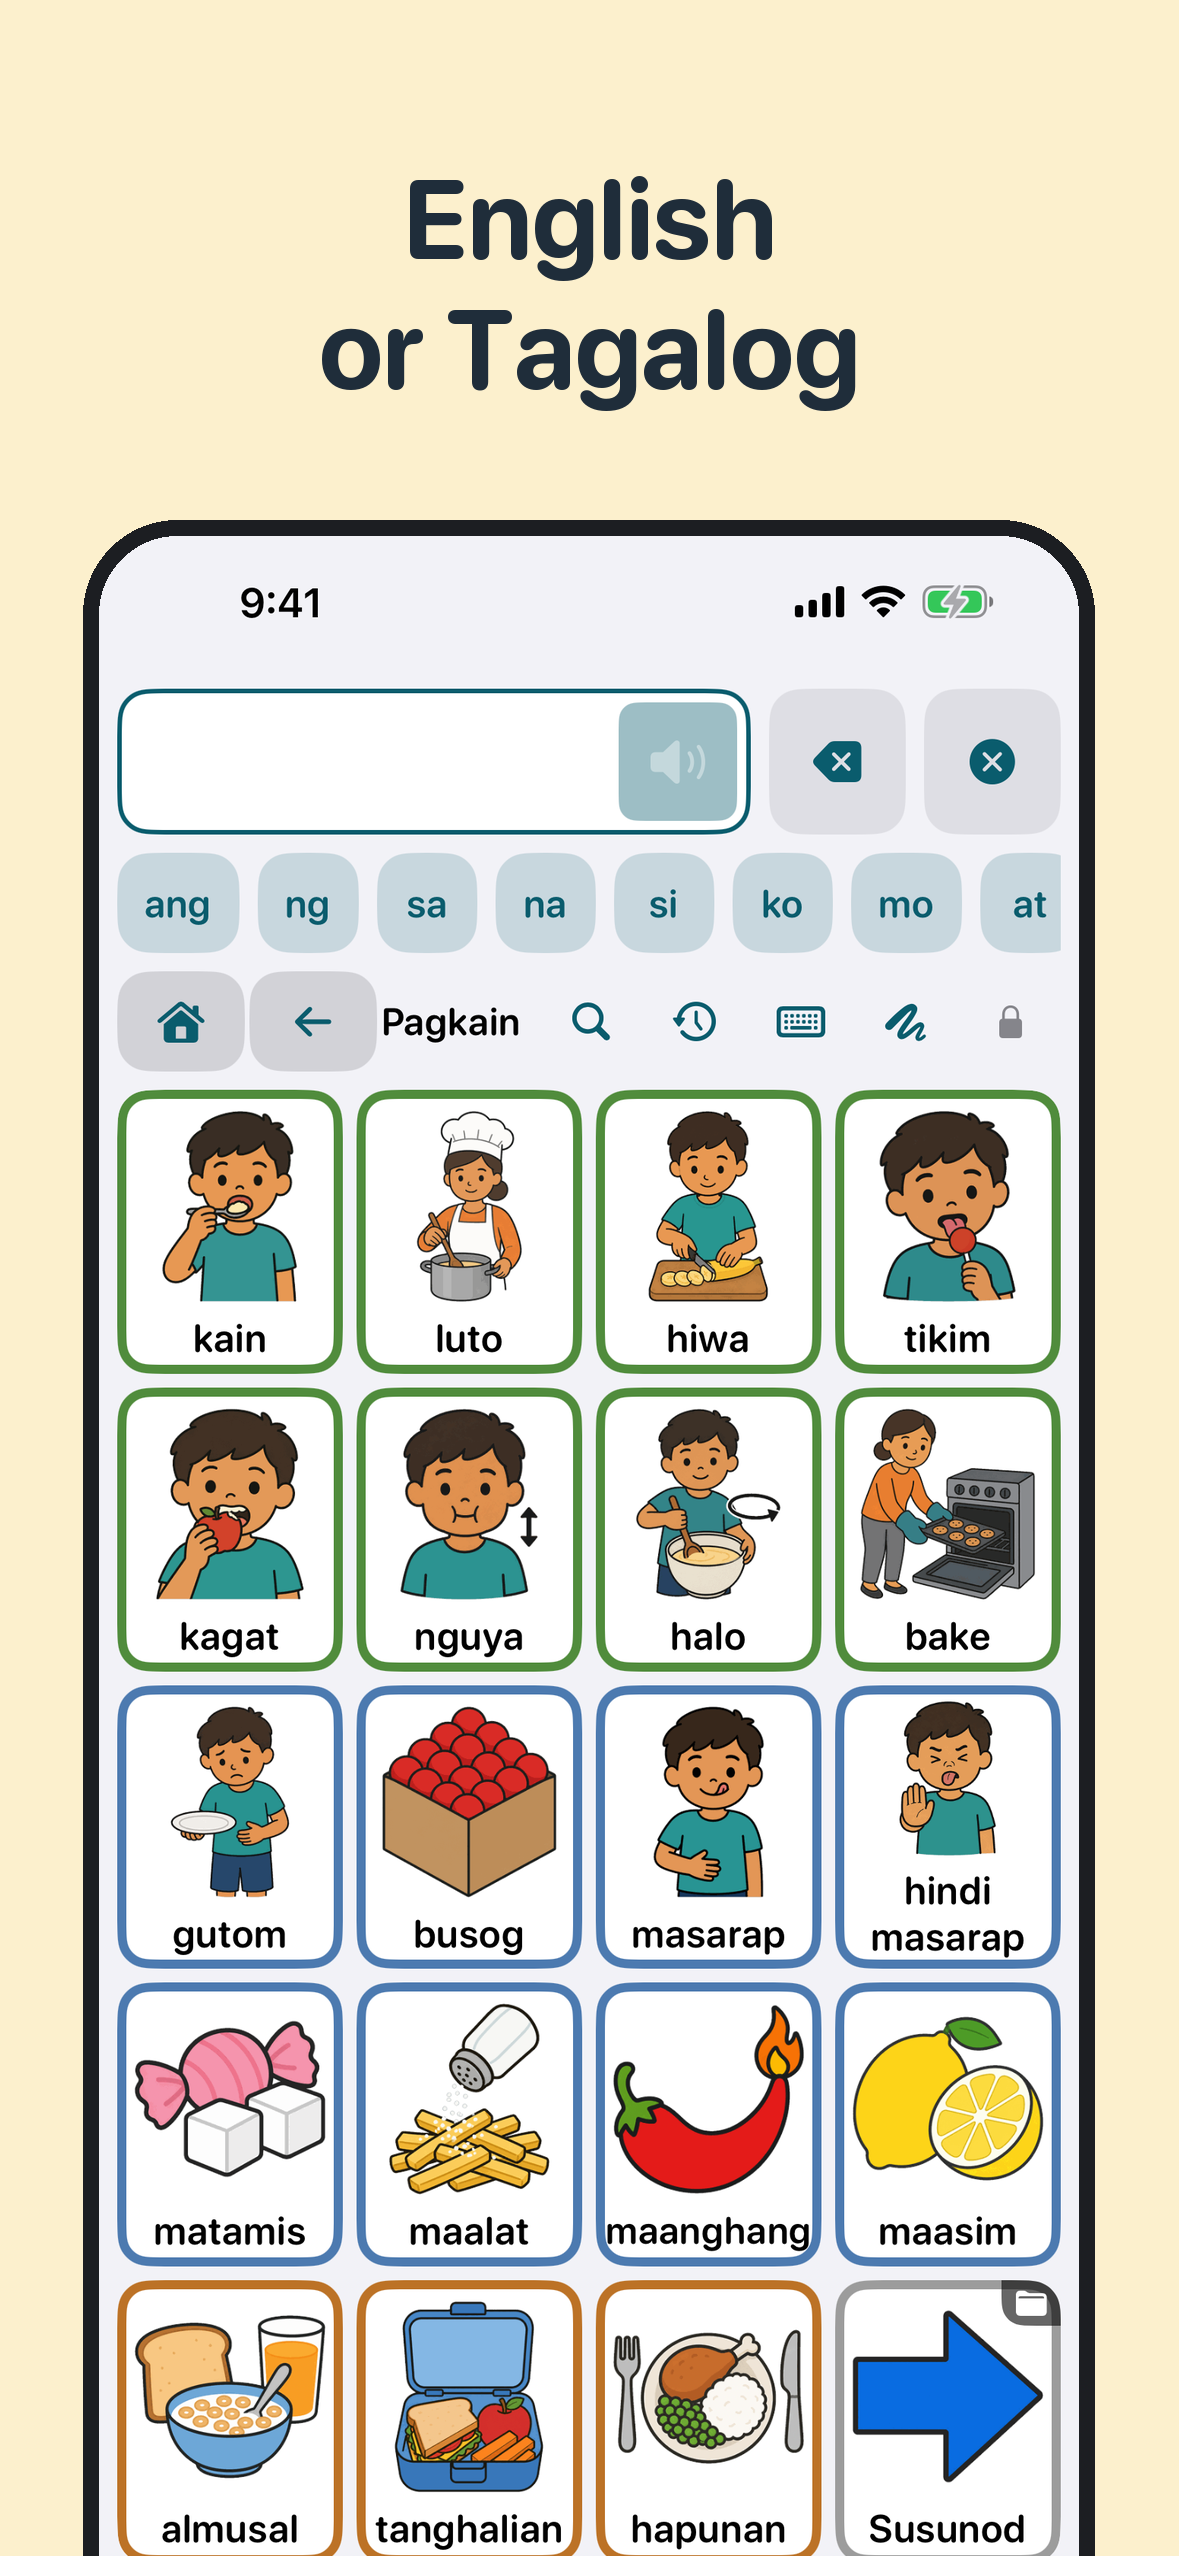 English
or Tagalog
9:41
ang ng sa na si ko mo at
Pagkain
kain luto hiwa tikim
kagat nguya halo bake
gutom busog masarap hindi
masarap
matamis maalat maanghang maasim
almusal tanghalian hapunan Susunod